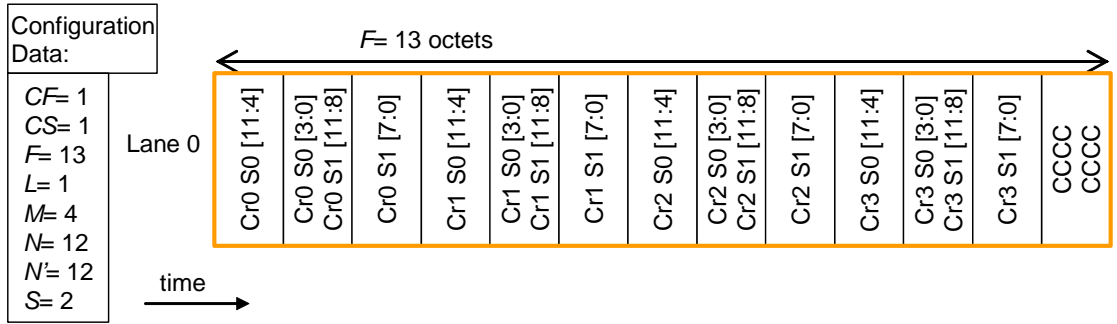 Configuration
Data:
CF= 1
CS= 1
F= 13
L= 1
M= 4
N= 12
N'= 12
S= 2
F= 13 octets
Lane 0
Cr0 S0 [11:4]
Cr0 S0 [3:0]
Cr0 S1 [11:8]
Cr0 S1 [7:0]
Cr1 S0 [11:4]
Cr1 S0 [3:0]
Cr1 S1 [11:8]
Cr1 S1 [7:0]
Cr2 S0 [11:4]
Cr2 S0 [3:0]
Cr2 S1 [11:8]
Cr2 S1 [7:0]
Cr3 S0 [11:4]
Cr3 S0 [3:0]
Cr3 S1 [11:8]
Cr3 S1 [7:0]
CCCC
CCCC
time